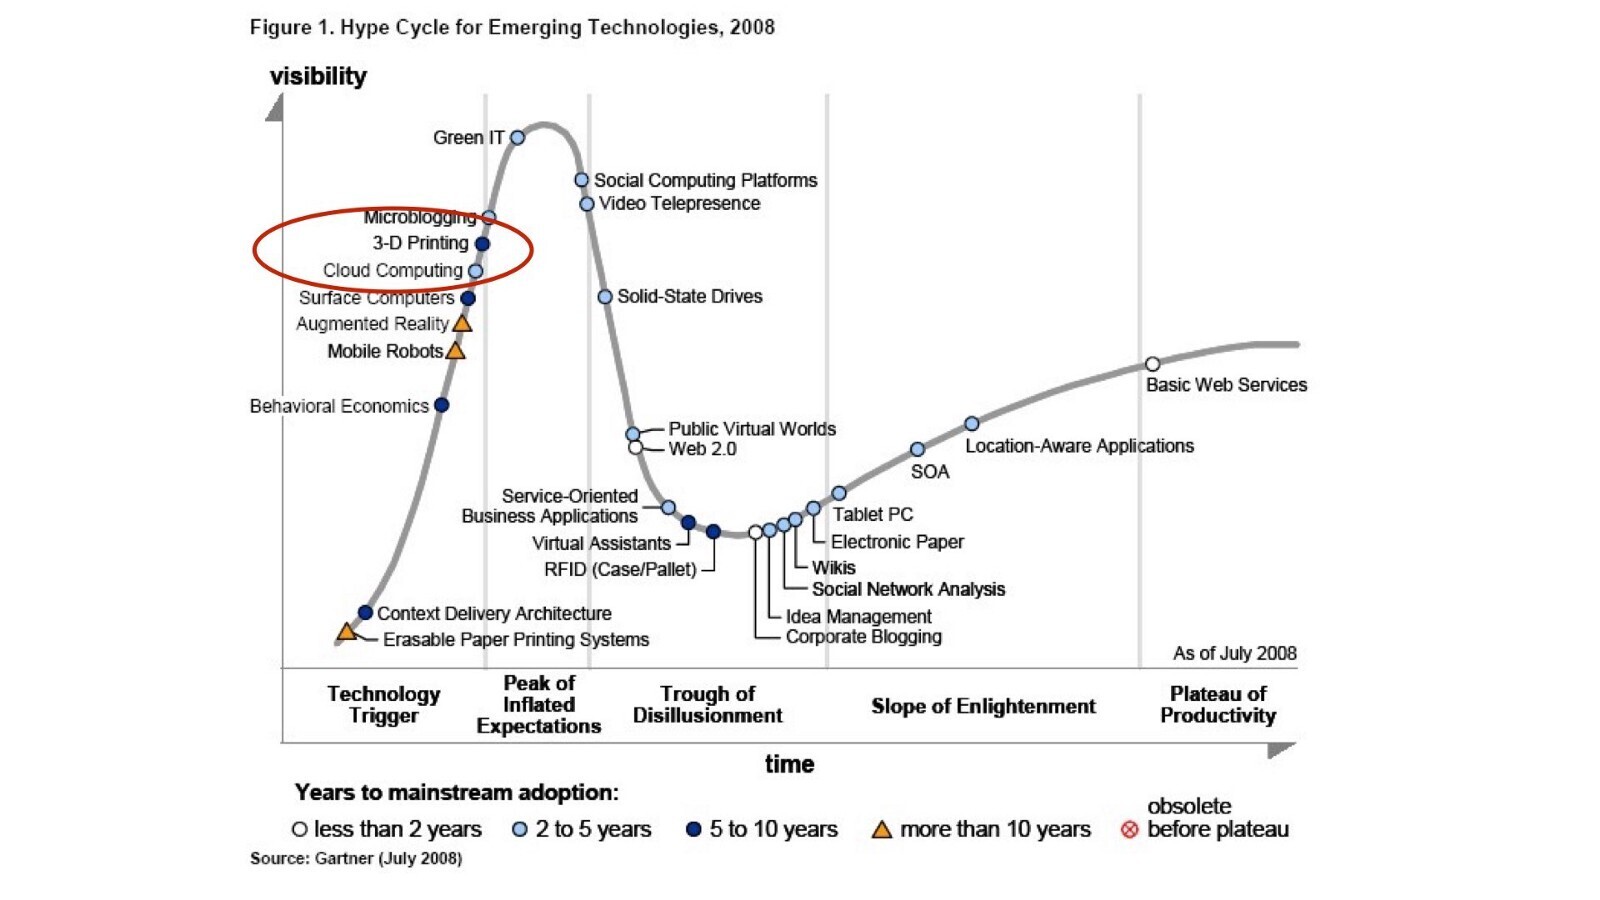 Figure 1. Hype Cycle for Emerging Technologies, 2008
visibility
Green IT
Social Computing Platforms
Video Telepresence
Microblogging
3-D Printing
Cloud Computing
Surface Computers
Solid-State Drives
Augmented Reality
Mobile Robots
Basic Web Services
Behavioral Economics
Public Virtual Worlds
Web 2.0
Location-Aware Applications
SOA
Service-Oriented
Business Applications
Tablet PC
Virtual Assistants
Electronic Paper
RFID (Case/Pallet)
Wikis
Social Network Analysis
Context Delivery Architecture
Idea Management
Erasable Paper Printing Systems
Corporate Blogging
As of July 2008
Technology
Trigger
Peak of
Inflated
Expectations
Trough of
Disillusionment
Slope of Enlightenment
Plateau of
Productivity
time
Years to mainstream adoption:
less than 2 years
2 to 5 years
5 to 10 years
more than 10 years
obsolete
before plateau
Source: Gartner (July 2008)